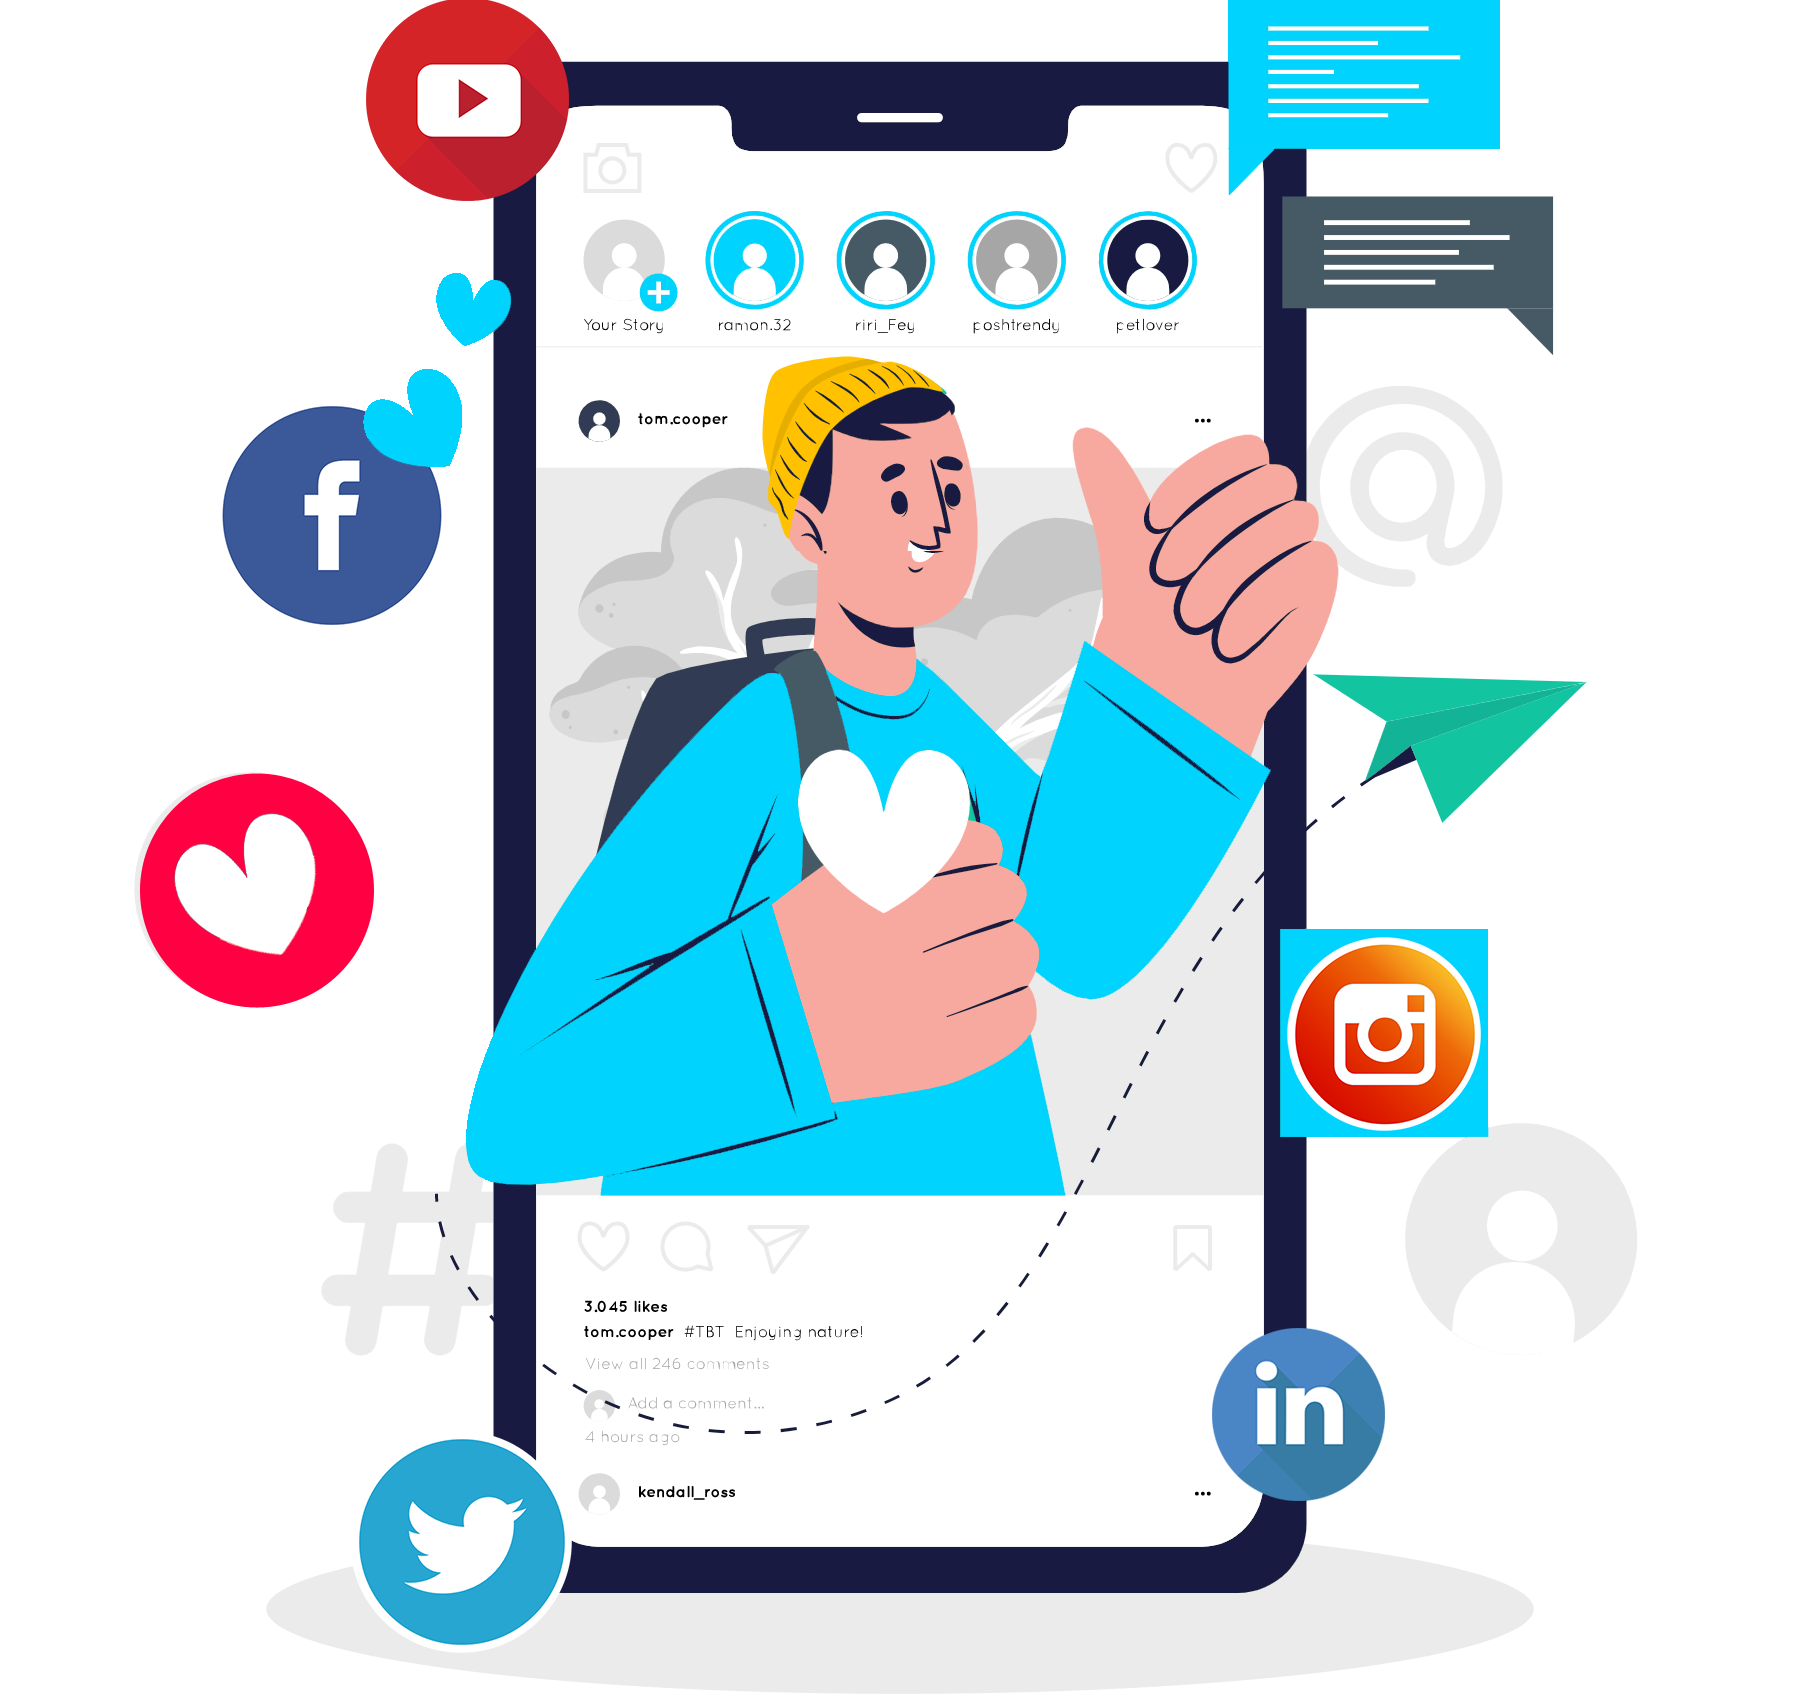 Your Story
ramon.32
riri_Fey
poshtrendy
petlover
tom.cooper
f
@
#
3.045 likes
tom.cooper #TBT Enjoying nature!
View all 246 comments
Add a comment...
4 hours ago
in
kendall_ross